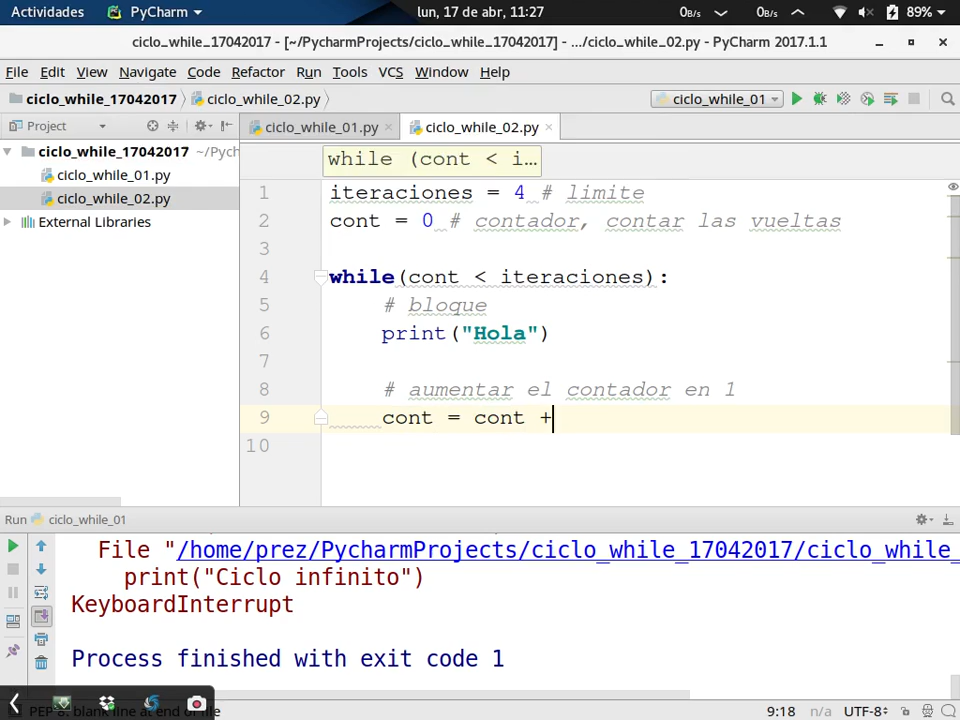 Actividades PyCharm lun, 17 de abr, 11:27 0B/s 0B/s 89%
ciclo_while_17042017 - [~/PycharmProjects/ciclo_while_17042017] - .../ciclo_while_02.py - PyCharm 2017.1.1
File Edit View Navigate Code Refactor Run Tools VCS Window Help
ciclo_while_17042017 ciclo_while_02.py ciclo_while_01
Project ciclo_while_01.py ciclo_while_02.py
ciclo_while_17042017 ~/Pych
ciclo_while_01.py
ciclo_while_02.py
External Libraries
while (cont < i...
1 iteraciones = 4 # limite
2 cont = 0 # contador, contar las vueltas
3
4 while(cont < iteraciones):
5 # bloque
6 print("Hola")
7
8 # aumentar el contador en 1
9 cont = cont +
10
Run ciclo_while_01
File "/home/prez/PycharmProjects/ciclo_while_17042017/ciclo_while_
print("Ciclo infinito")
KeyboardInterrupt
Process finished with exit code 1
PEP 8: blank line at end of file 9:18 n/a UTF-8